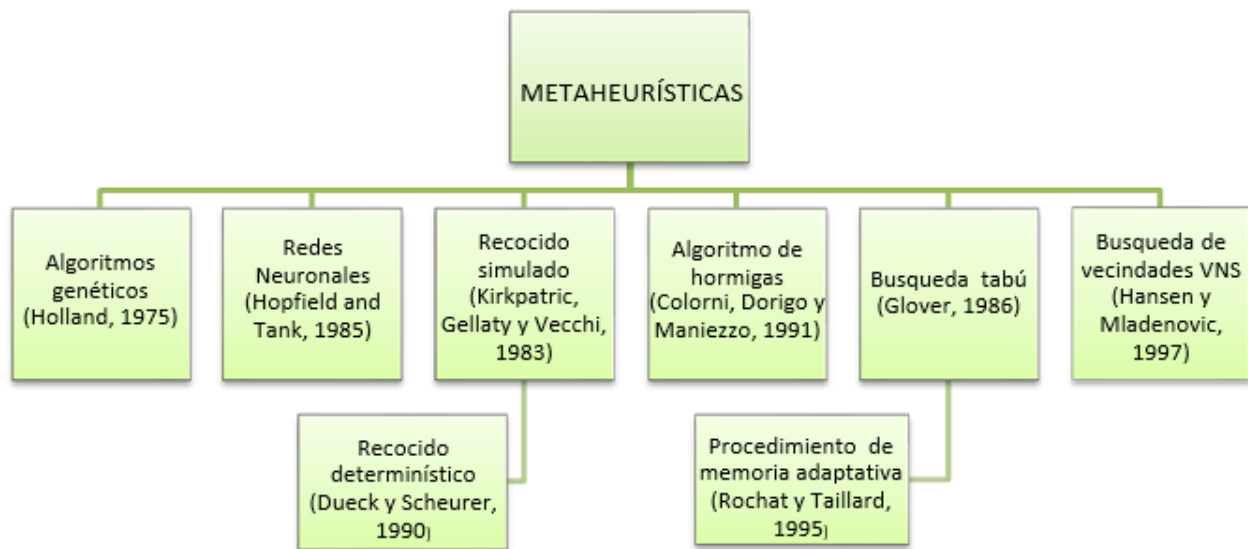 METAHEURÍSTICAS
Algoritmos
genéticos
(Holland, 1975)
Redes
Neuronales
(Hopfield and
Tank, 1985)
Recocido
simulado
(Kirkpatric,
Gellaty y Vecchi,
1983)
Algoritmo de
hormigas
(Colorni, Dorigo y
Maniezzo, 1991)
Busqueda tabú
(Glover, 1986)
Busqueda de
vecindades VNS
(Hansen y
Mladenovic,
1997)
Recocido
determinístico
(Dueck y Scheurer,
1990)
Procedimiento de
memoria adaptativa
(Rochat y Taillard,
1995)